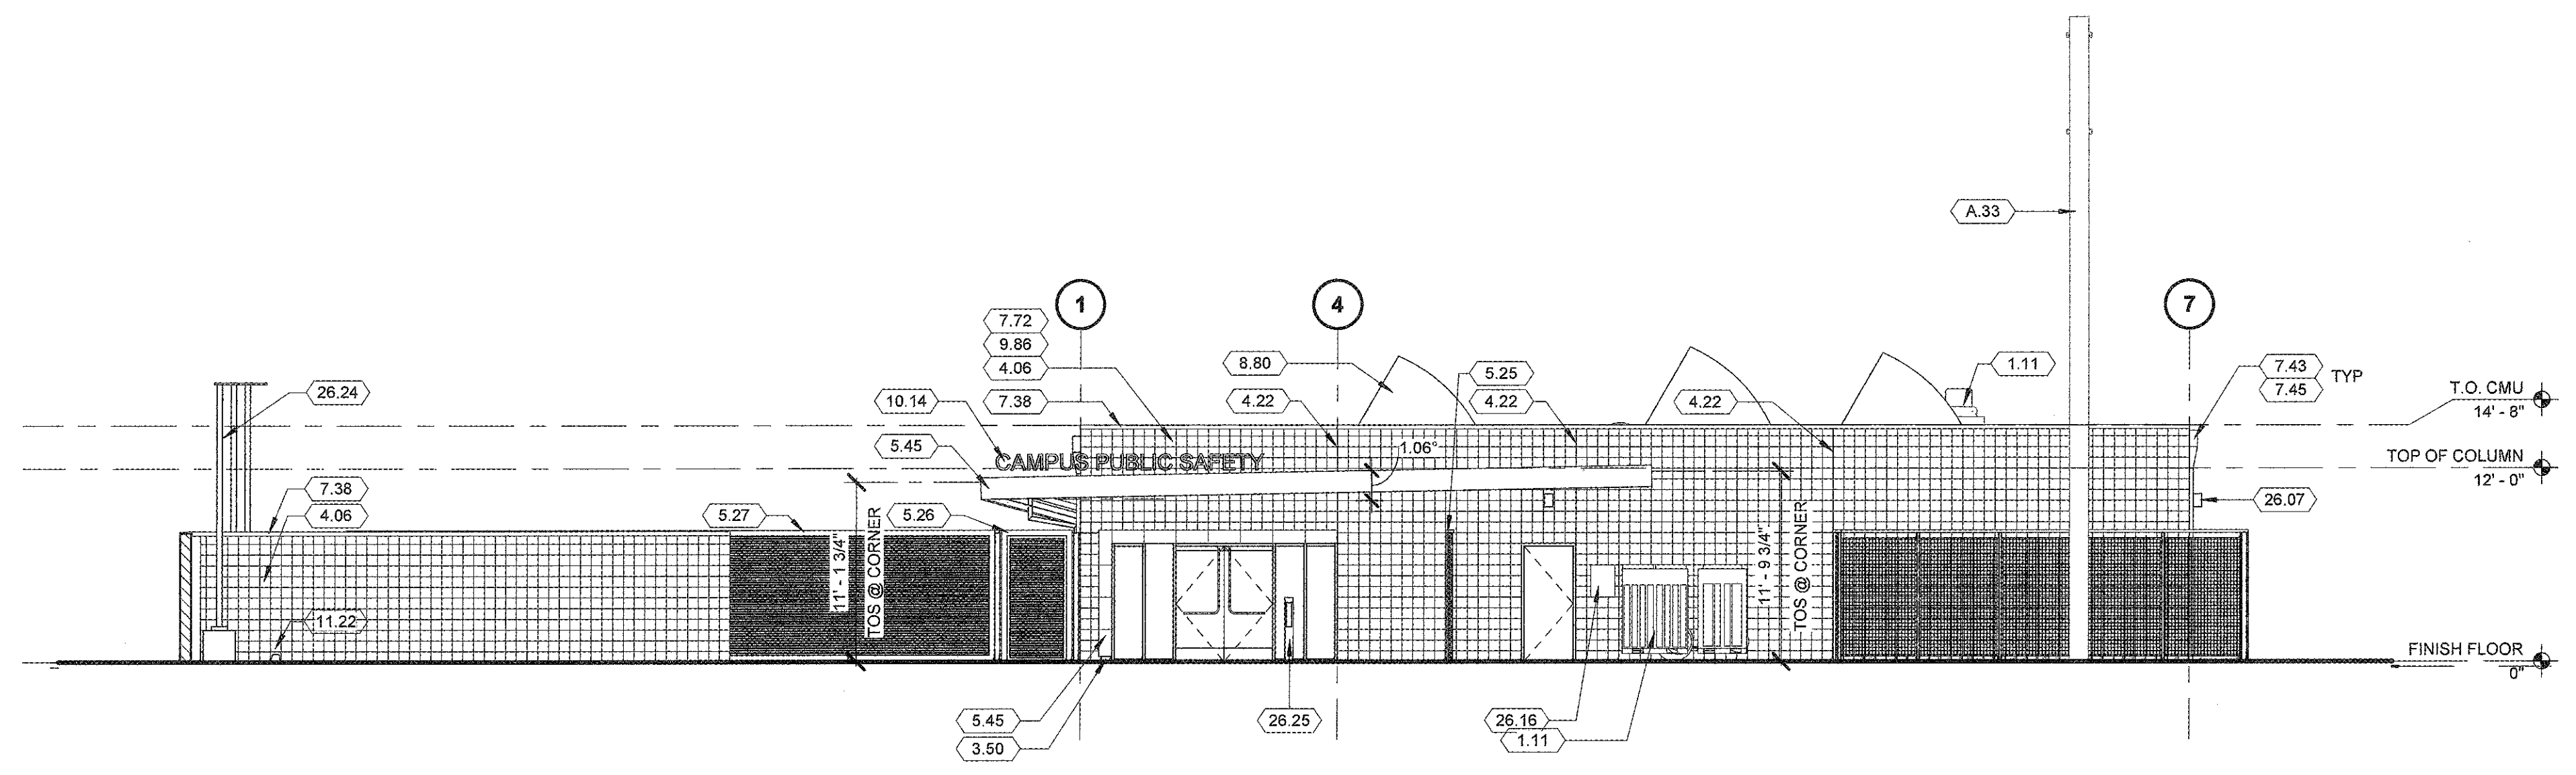 A.33
1
4
7
7.72
9.86
4.06
7.38
10.14
5.45
8.80
4.22
5.25
4.22
4.22
1.11
7.43
7.45
TYP
T.O. CMU
14' - 8"
TOP OF COLUMN
12' - 0"
26.24
7.38
4.06
11.22
5.27
5.26
CAMPUS PUBLIC SAFETY
1.06°
11' - 1 3/4"
TOS @ CORNER
11' - 9 3/4"
TOS @ CORNER
26.07
FINISH FLOOR
0"
5.45
3.50
26.25
26.16
1.11